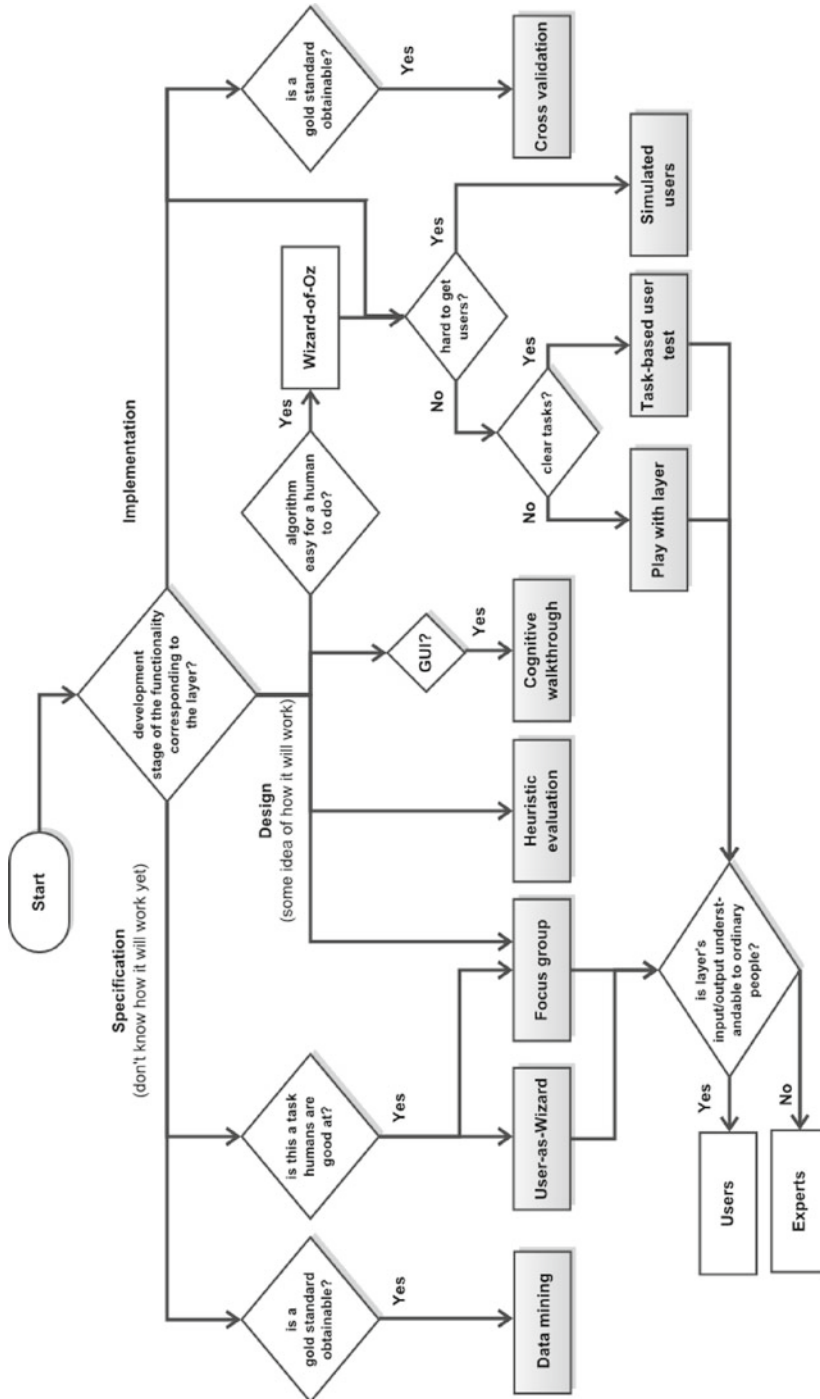 Start
development
stage of the functionality
corresponding to
the layer?
Specification
(don't know how it will work yet)
Design
(some idea of how it will work)
Implementation
is a
gold standard
obtainable?
Yes
Data mining
is this a task
humans are
good at?
Yes
User-as-Wizard
Focus group
Heuristic
evaluation
GUI?
Yes
Cognitive
walkthrough
algorithm
easy for a human
to do?
Yes
Wizard-of-Oz
is a
gold standard
obtainable?
Yes
Cross validation
hard to get
users?
No
Yes
clear tasks?
No
Yes
Play with layer
Task-based user
test
Simulated
users
is layer's
input/output underst-
andable to ordinary
people?
Yes
No
Users
Experts